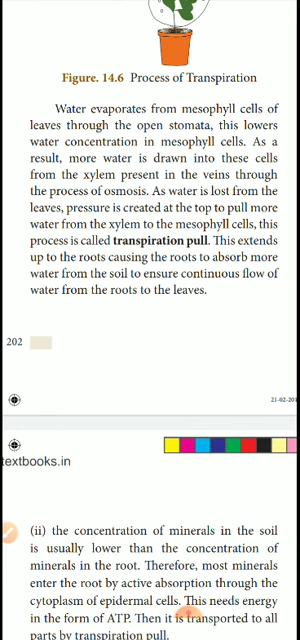 Figure. 14.6 Process of Transpiration
Water evaporates from mesophyll cells of
leaves through the open stomata, this lowers
water concentration in mesophyll cells. As a
result, more water is drawn into these cells
from the xylem present in the veins through
the process of osmosis. As water is lost from the
leaves, pressure is created at the top to pull more
water from the xylem to the mesophyll cells, this
process is called transpiration pull. This extends
up to the roots causing the roots to absorb more
water from the soil to ensure continuous flow of
water from the roots to the leaves.
202
21-02-201
textbooks.in
(ii) the concentration of minerals in the soil
is usually lower than the concentration of
minerals in the root. Therefore, most minerals
enter the root by active absorption through the
cytoplasm of epidermal cells. This needs energy
in the form of ATP. Then it is transported to all
parts by transpiration pull.